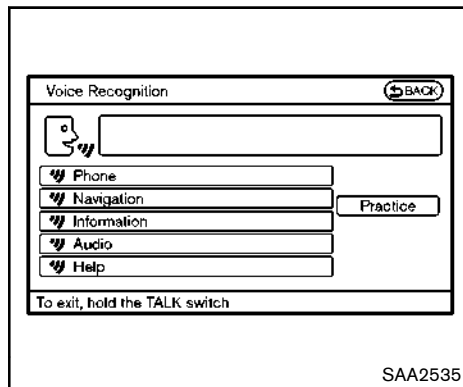 Voice Recognition
BACK
Phone
Navigation
Practice
Information
Audio
Help
To exit, hold the TALK switch
SAA2535